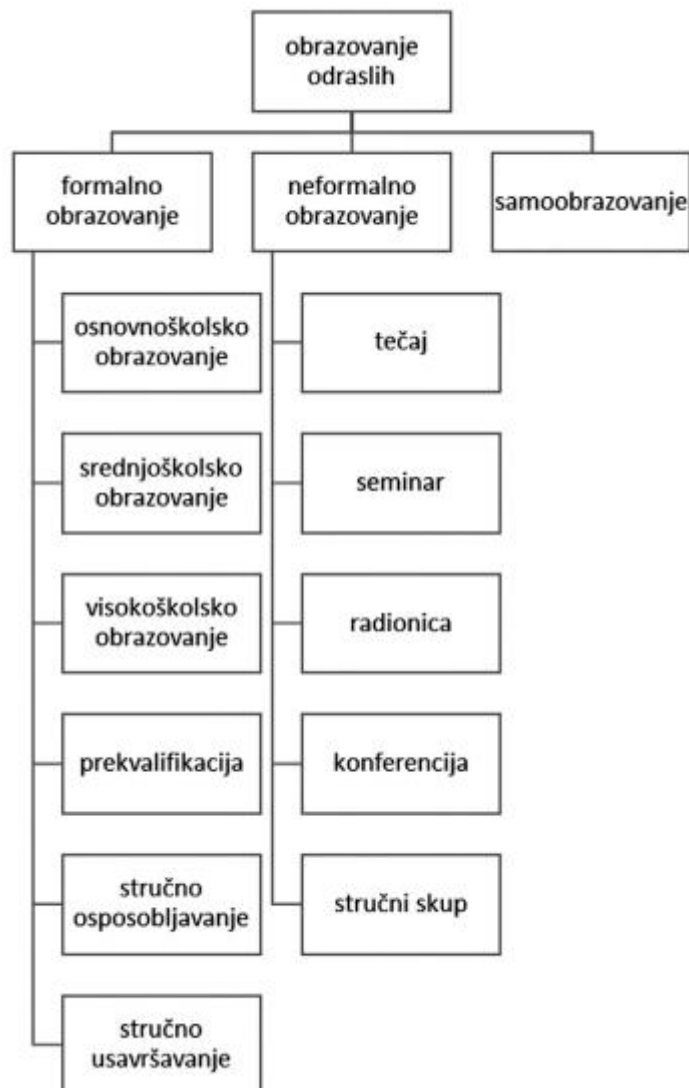 obrazovanje
odraslih
formalno
obrazovanje
neformalno
obrazovanje
samoobrazovanje
osnovnoškolsko
obrazovanje
srednjoškolsko
obrazovanje
visokoškolsko
obrazovanje
prekvalifikacija
stručno
osposobljavanje
stručno
usavršavanje
tečaj
seminar
radionica
konferencija
stručni skup